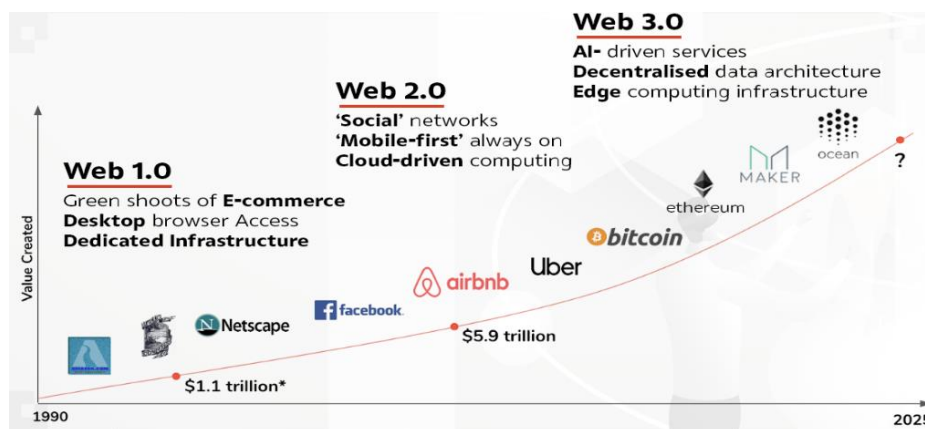 Web 3.0
AI- driven services
Decentralised data architecture
Edge computing infrastructure
Web 2.0
'Social' networks
'Mobile-first' always on
Cloud-driven computing
Web 1.0
Green shoots of E-commerce
Desktop browser Access
Dedicated Infrastructure
Value Created
Netscape
facebook
airbnb
Uber
bitcoin
ethereum
MAKER
ocean
?
$1.1 trillion*
$5.9 trillion
1990
2025